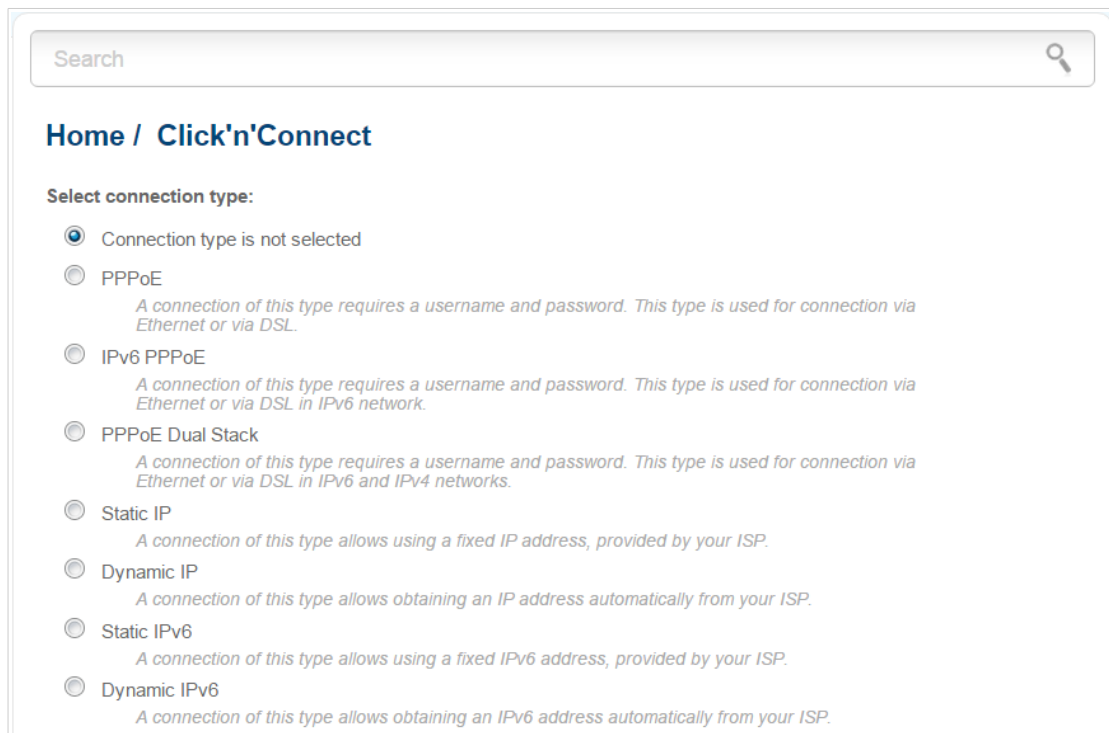 Search
Home / Click'n'Connect
Select connection type:
Connection type is not selected
PPPoE
A connection of this type requires a username and password. This type is used for connection via
Ethernet or via DSL.
IPv6 PPPoE
A connection of this type requires a username and password. This type is used for connection via
Ethernet or via DSL in IPv6 network.
PPPoE Dual Stack
A connection of this type requires a username and password. This type is used for connection via
Ethernet or via DSL in IPv6 and IPv4 networks.
Static IP
A connection of this type allows using a fixed IP address, provided by your ISP.
Dynamic IP
A connection of this type allows obtaining an IP address automatically from your ISP.
Static IPv6
A connection of this type allows using a fixed IPv6 address, provided by your ISP.
Dynamic IPv6
A connection of this type allows obtaining an IPv6 address automatically from your ISP.